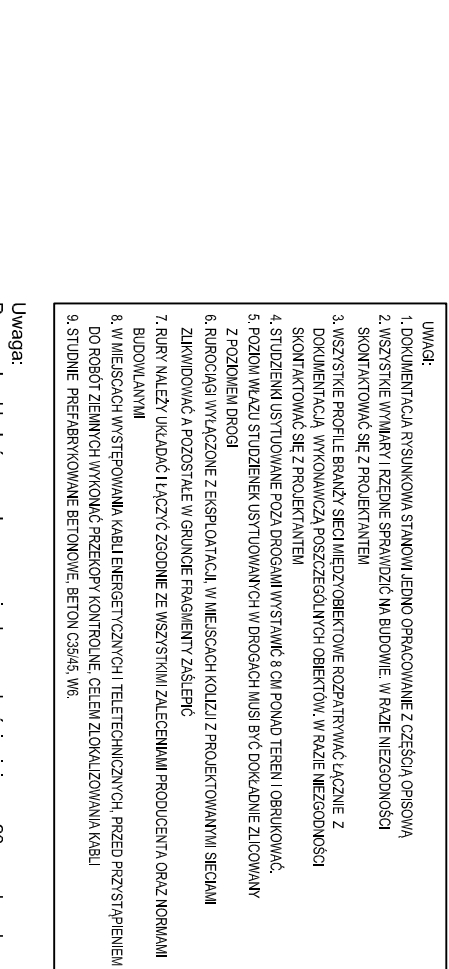 UWAGI:
1. DOKUMENTACJA RYSUNKOWA STANOWI JEDNO OPRACOWANIE Z CZĘŚCIĄ OPISOWĄ
2. WSZYSTKIE WYMIARY I RZĘDNE SPRAWDZIĆ NA BUDOWIE. W RAZIE NIEZGODNOŚCI
SKONTAKTOWAĆ SIĘ Z PROJEKTANTEM
3. WSZYSTKIE PROFILE BRANŻY SIECI MIĘDZYOBIEKTOWE ROZPATRYWAĆ ŁĄCZNIE Z
DOKUMENTACJĄ WYKONAWCZĄ POSZCZEGÓLNYCH OBIEKTÓW. W RAZIE NIEZGODNOŚCI
SKONTAKTOWAĆ SIĘ Z PROJEKTANTEM
4. STUDZIENKI USYTUOWANE POZA DROGAMI WYSTAWIĆ 8 CM PONAD TEREN I OBRUKOWAĆ.
5. POZIOM WŁAZU STUDZIENEK USYTUOWANYCH W DROGACH MUSI BYĆ DOKŁADNIE ZLICOWANY
Z POZIOMEM DROGI
6. RUROCIĄGI WYŁĄCZONE Z EKSPLOATACJI, W MIEJSCACH KOLIZJI Z PROJEKTOWANYMI SIECIAMI
ZLIKWIDOWAĆ A POZOSTAŁE W GRUNCIE FRAGMENTY ZAŚLEPIĆ
7. RURY NALEŻY UKŁADAĆ I ŁĄCZYĆ ZGODNIE ZE WSZYSTKIMI ZALECENIAMI PRODUCENTA ORAZ NORMAMI
BUDOWLANYMI
8. W MIEJSCACH WYSTĘPOWANIA KABLI ENERGETYCZNYCH I TELETECHNICZNYCH, PRZED PRZYSTĄPIENIEM
DO ROBÓT ZIEMNYCH WYKONAĆ PRZEKOPY KONTROLNE, CELEM ZLOKALIZOWANIA KABLI
9. STUDNIE PREFABRYKOWANE BETONOWE, BETON C35/45, W6.
Uwaga: